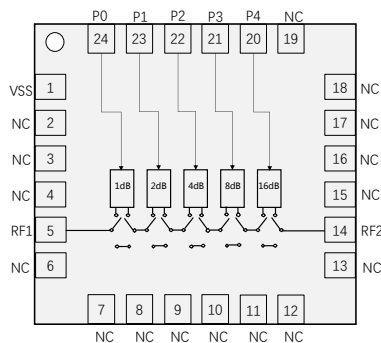 P0 P1 P2 P3 P4 NC
24 23 22 21 20 19
VSS 1 18 NC
NC 2 17 NC
NC 3 16 NC
NC 4 15 NC
1dB 2dB 4dB 8dB 16dB
RF1 5 14 RF2
NC 6 13 NC
7 8 9 10 11 12
NC NC NC NC NC NC